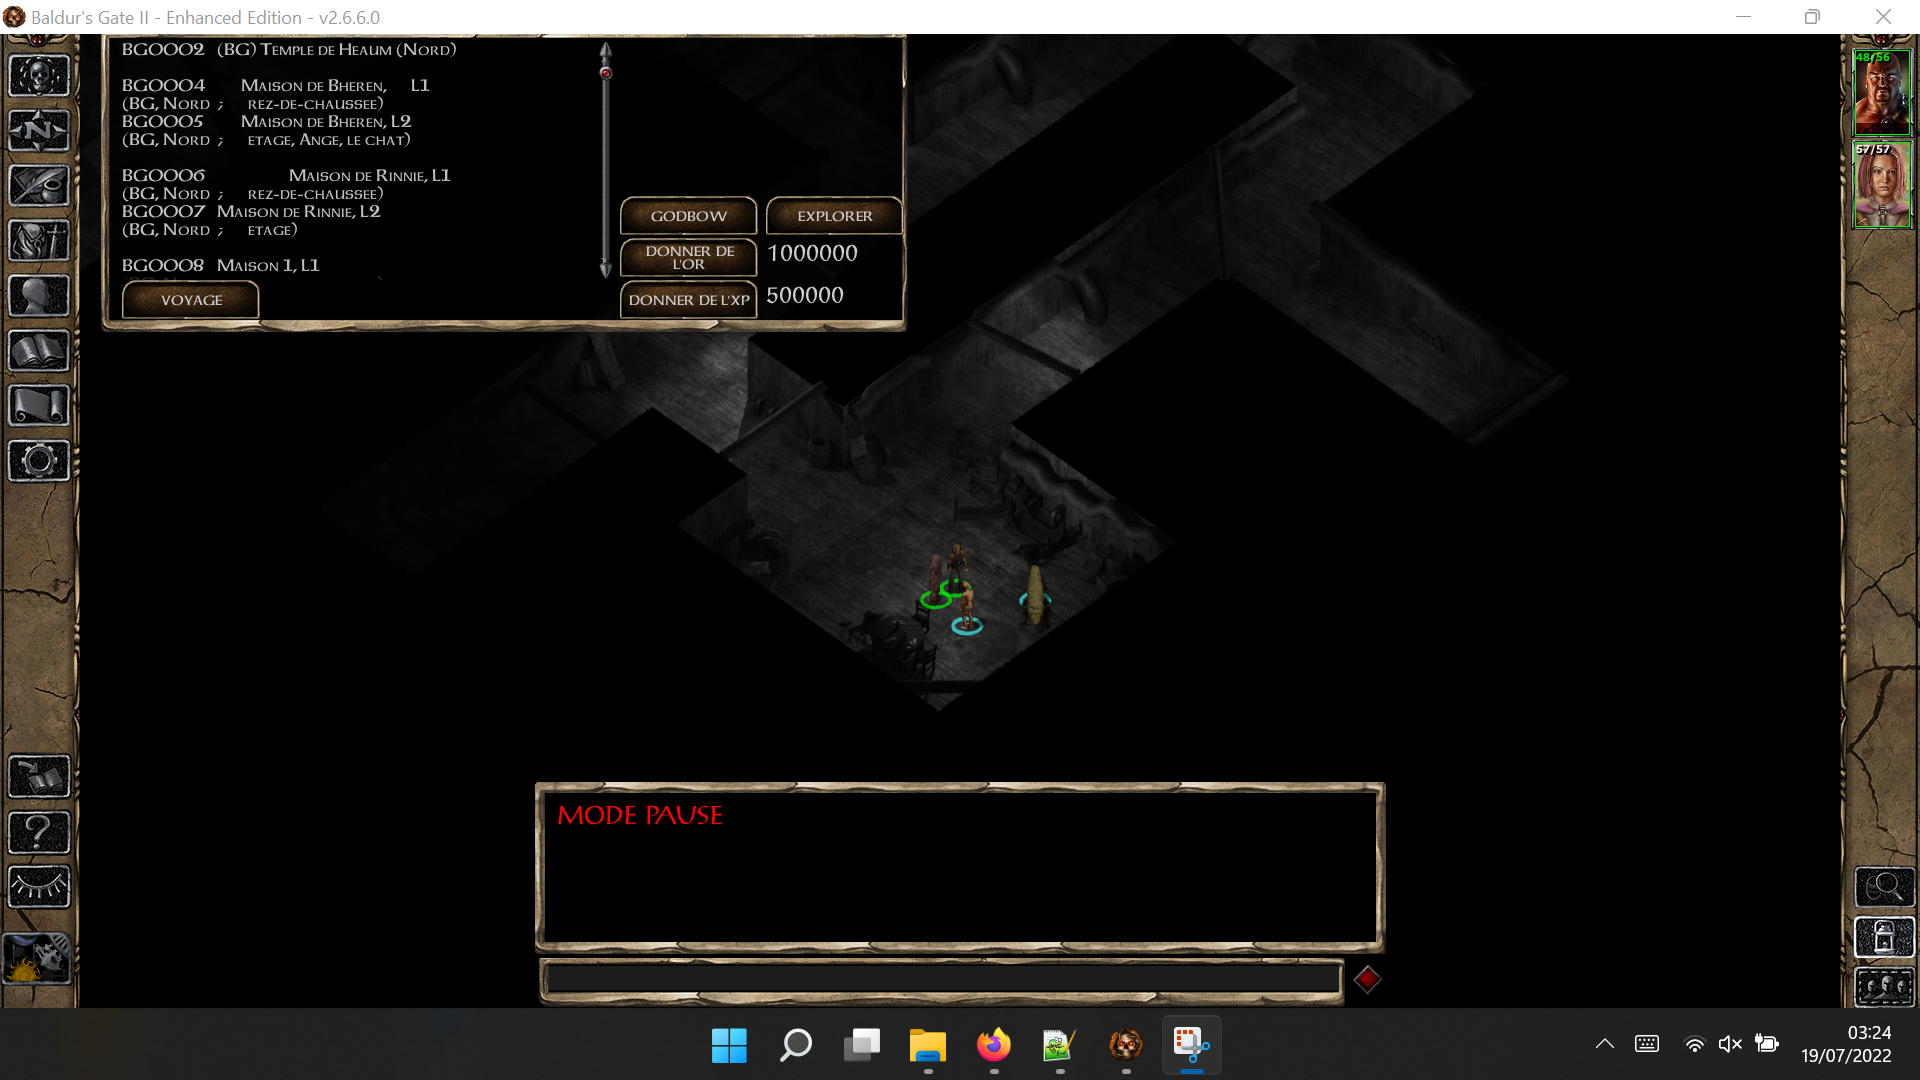 Baldur's Gate II - Enhanced Edition - v2.6.6.0
BG0002 (BG) Temple de Heaum (Nord)
BG0004 Maison de Bheren, L1
(BG, Nord ; rez-de-chaussee)
BG0005 Maison de Bheren, L2
(BG, Nord ; etage, Ange, le chat)
BG0006 Maison de Rinnie, L1
(BG, Nord ; rez-de-chaussee)
BG0007 Maison de Rinnie, L2
(BG, Nord ; etage)
BG0008 Maison 1, L1
VOYAGE
GODBOW
EXPLORER
DONNER DE
L'OR
1000000
DONNER DE L'XP
500000
48/56
57/57
N
?
MODE PAUSE
03:24
19/07/2022